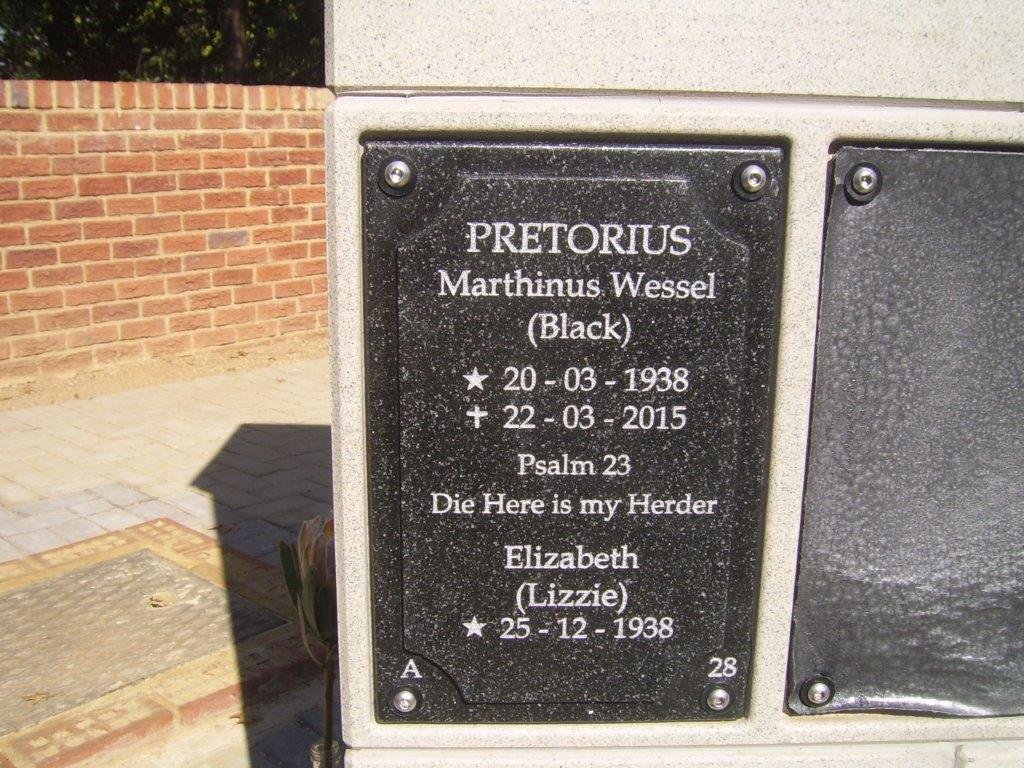 PRETORIUS
Marthinus Wessel
(Black)
★ 20 - 03 - 1938
✝ 22 - 03 - 2015
Psalm 23
Die Here is my Herder
Elizabeth
(Lizzie)
★ 25 - 12 - 1938
A 28